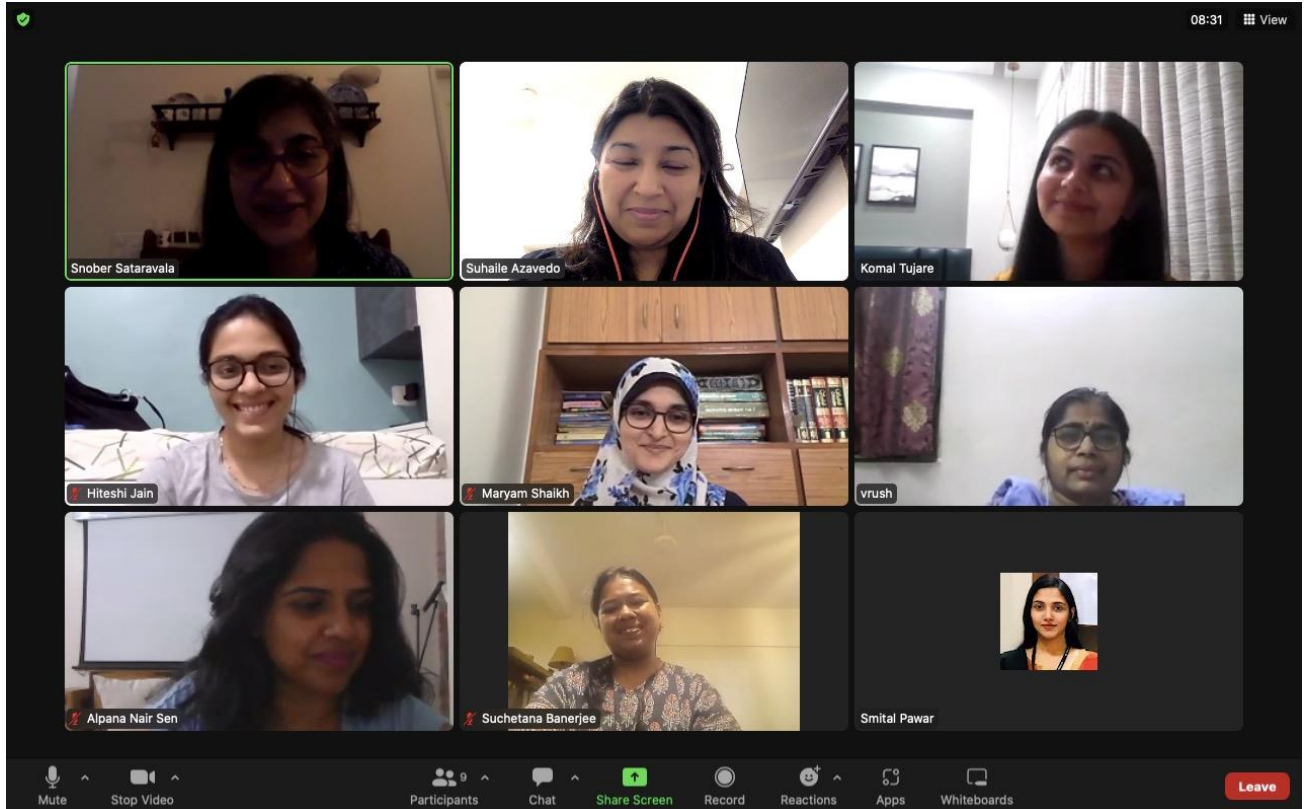 08:31 View
Snober Sataravala
Suhaile Azavedo
Komal Tujare
Hiteshi Jain
Maryam Shaikh
vrush
Alpana Nair Sen
Suchetana Banerjee
Smital Pawar
9
Mute
Stop Video
Participants
Chat
Share Screen
Record
Reactions
Apps
Whiteboards
Leave